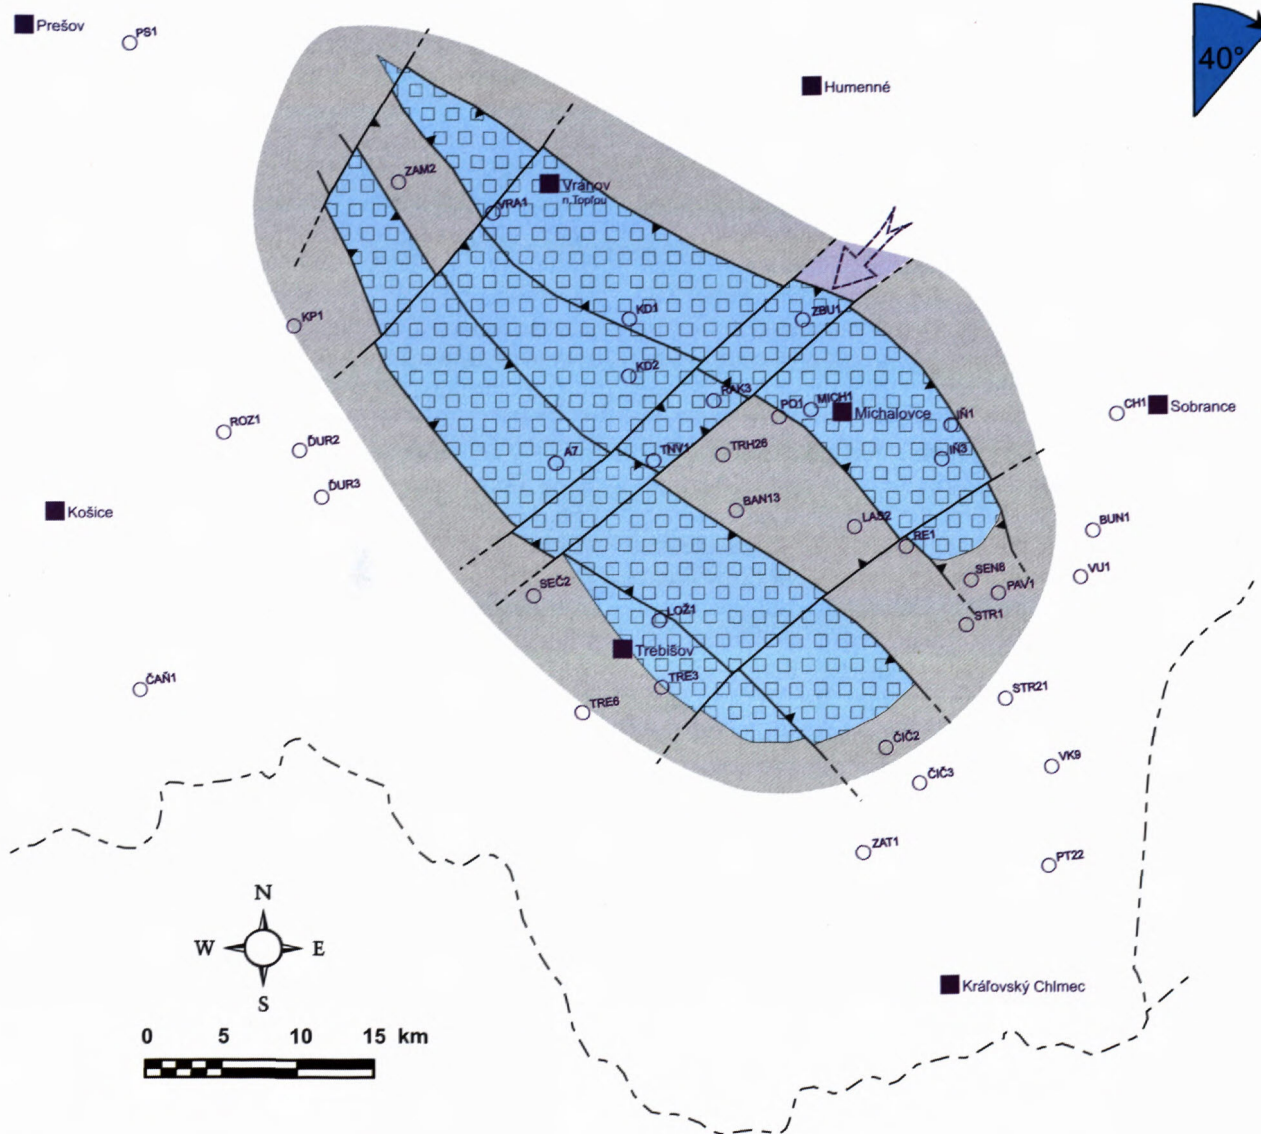 Prešov
PS1
40°
Humenné
ZAM2
Vranov
n.Topľou
VRA1
KP1
KD1
ZBU1
KD2
RAK3
PO1
MICH1
Michalovce
IŇ1
CH1
Sobrance
ROZ1
ĎUR2
A7
TNV1
TRH26
IŇ3
ĎUR3
Košice
BAN13
LAS2
BUN1
RE1
SEČ2
SEN8
PAV1
VU1
LOŽ1
STR1
Trebišov
ČAŇ1
TRE3
TRE6
STR21
ČIČ2
ČIČ3
VK9
ZAT1
PT22
N
W E
S
Kráľovský Chlmec
0 5 10 15 km